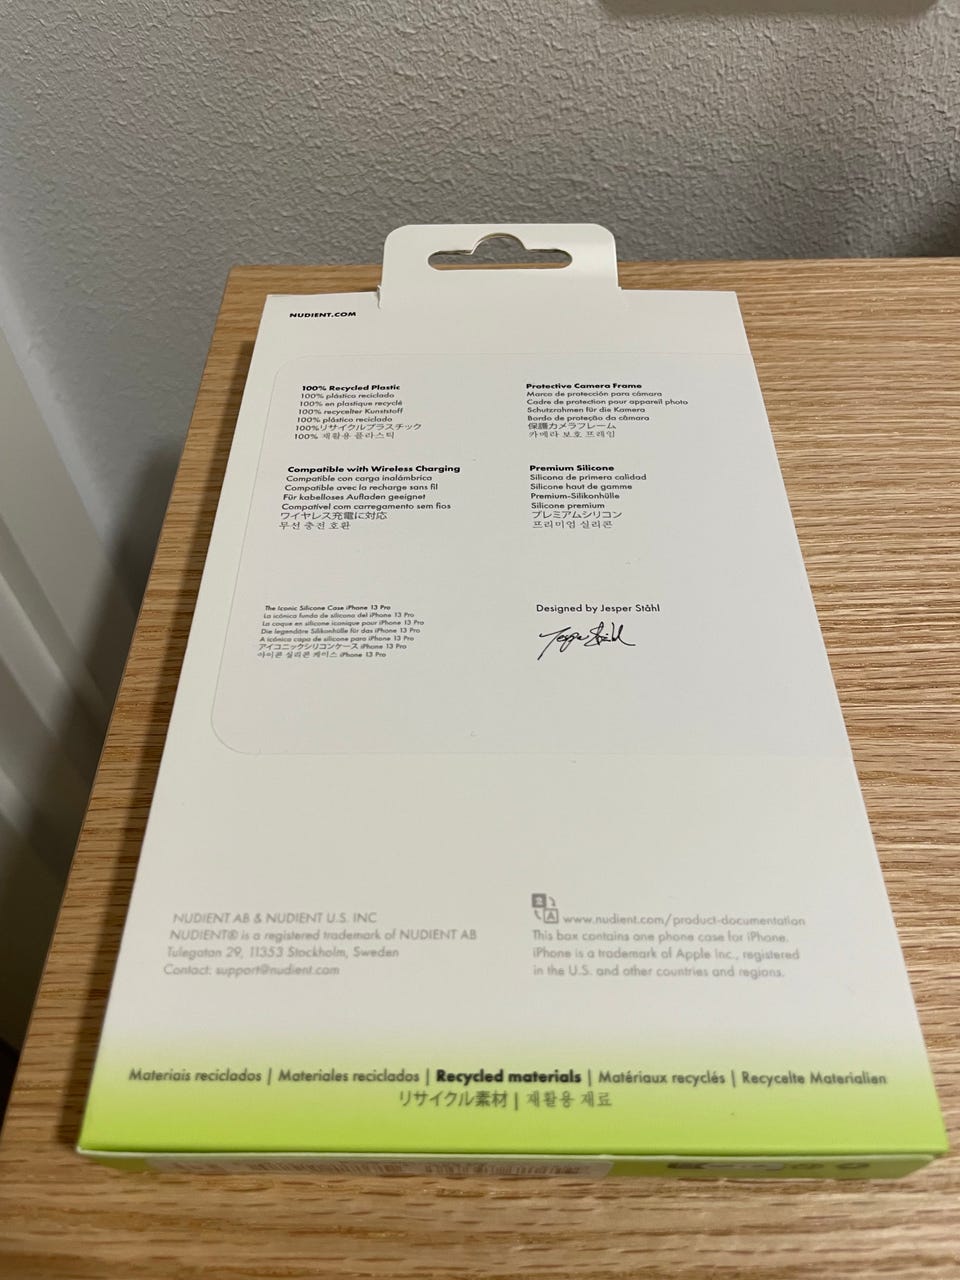 NUDIENT.COM
100% Recycled Plastic
100% plástica reciclado
100% en plastique recyclé
100% recycelter Kunststoff
100% plástico reciclado
100%リサイクルプラスチック
100% 재활용 플라스틱
Protective Camera Frame
Marco de protección para cámara
Cadre de protection pour appareil photo
Schutzrahmen für die Kamera
Bordo de proteção da câmara
保護カメラフレーム
카메라 보호 프레임
Compatible with Wireless Charging
Compatible con carga inalámbrica
Compatible avec la recharge sans fil
Für kabelloses Aufladen geeignet
Compatível com carregamento sem fios
ワイヤレス充電に対応
무선 충전 호환
Premium Silicone
Silicona de primera calidad
Silicone haut de gamme
Premium-Silikonhülle
Silicone premium
プレミアムシリコン
프리미엄 실리콘
The Iconic Silicone Case iPhone 13 Pro
La icónica funda de silicona del iPhone 13 Pro
La coque en silicone iconique pour iPhone 13 Pro
Die legendäre Silikonhülle für das iPhone 13 Pro
A icónica capa de silicone para iPhone 13 Pro
アイコニックシリコンケース iPhone 13 Pro
아이콘 실리콘 케이스 iPhone 13 Pro
Designed by Jesper Ståhl
Jesper Ståhl
NUDIENT AB & NUDIENT U.S. INC
NUDIENT® is a registered trademark of NUDIENT AB
Tulegatan 29, 11353 Stockholm, Sweden
Contact: support@nudient.com
A
www.nudient.com/product-documentation
This box contains one phone case for iPhone.
iPhone is a trademark of Apple Inc., registered
in the U.S. and other countries and regions.
Materiais reciclados | Materiales reciclados | Recycled materials | Matériaux recyclés | Recycelte Materialien
リサイクル素材 | 재활용 재료